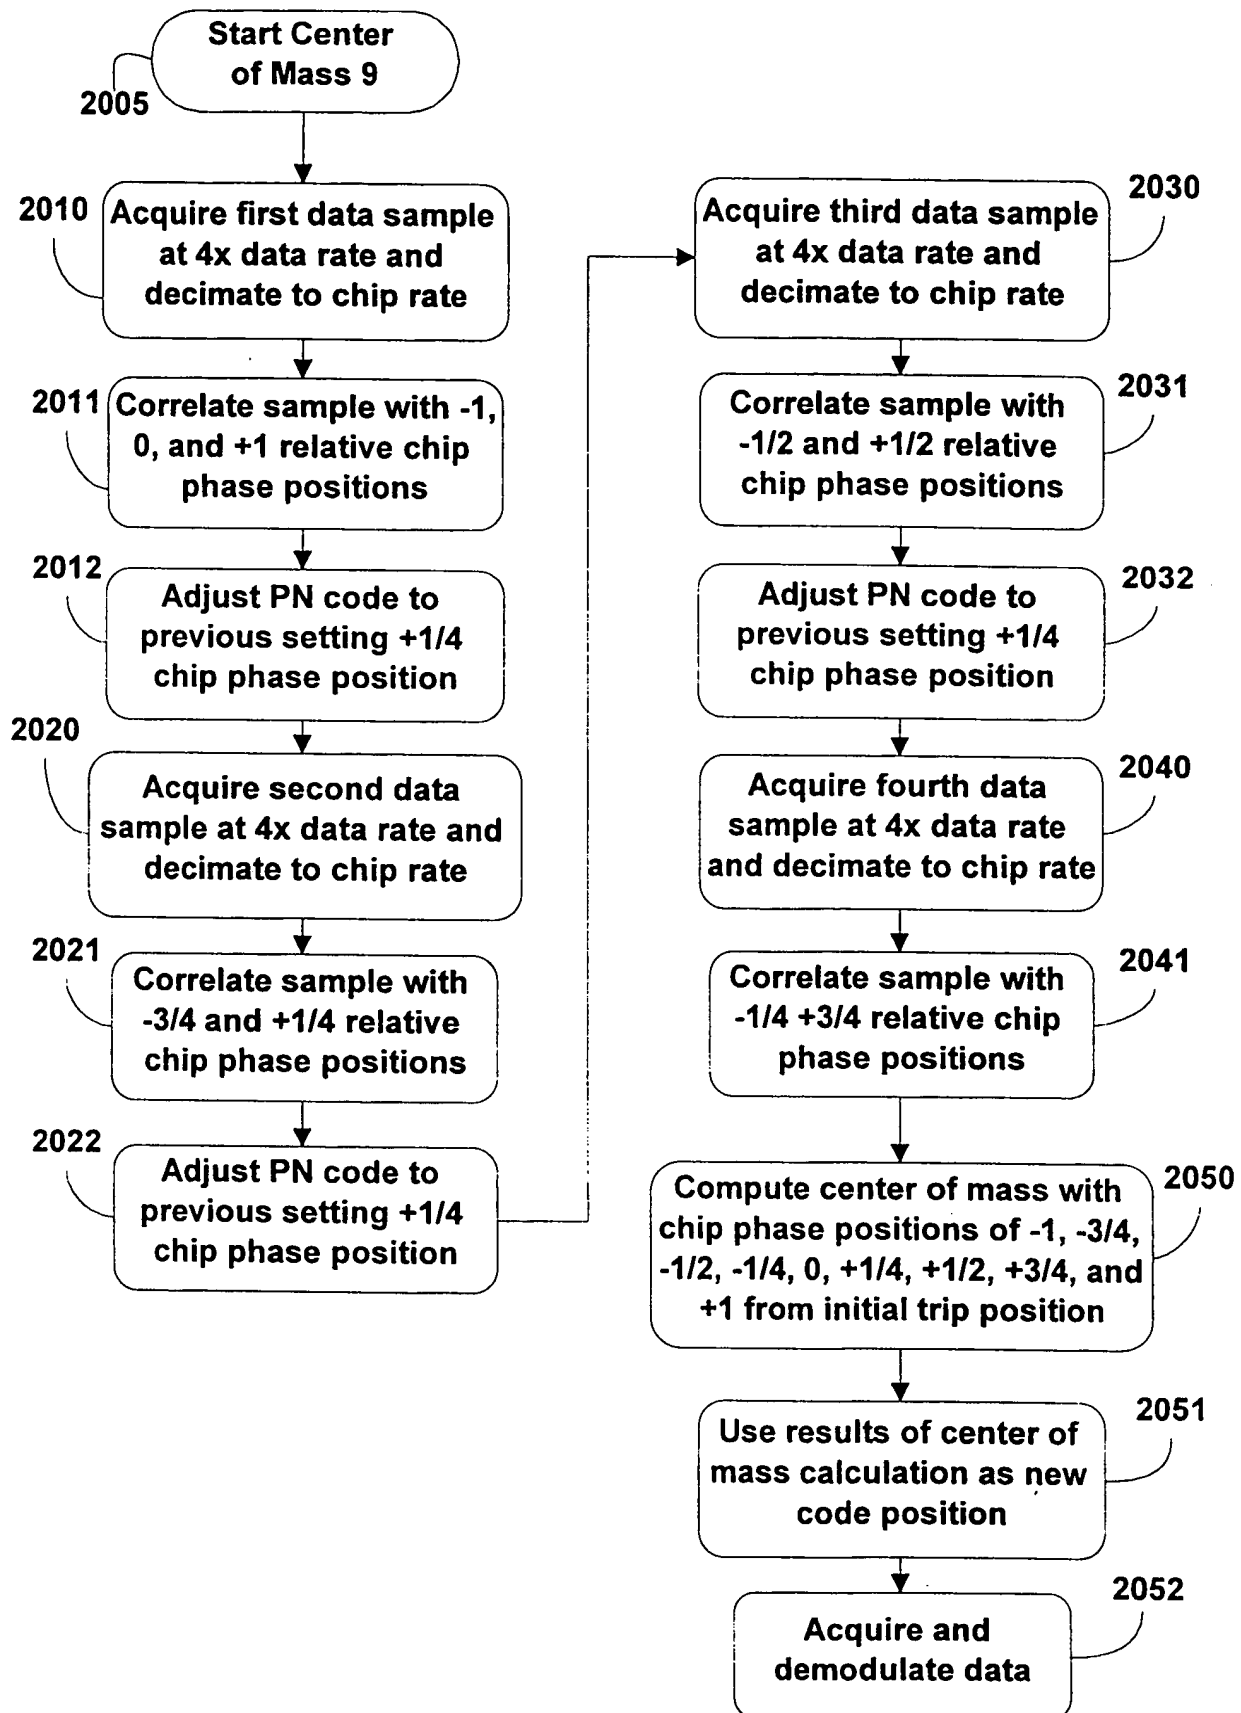 Start Center
of Mass 9
2005
2010
Acquire first data sample
at 4x data rate and
decimate to chip rate
2011
Correlate sample with -1,
0, and +1 relative chip
phase positions
2012
Adjust PN code to
previous setting +1/4
chip phase position
2020
Acquire second data
sample at 4x data rate and
decimate to chip rate
2021
Correlate sample with
-3/4 and +1/4 relative
chip phase positions
2022
Adjust PN code to
previous setting +1/4
chip phase position
2030
Acquire third data sample
at 4x data rate and
decimate to chip rate
2031
Correlate sample with
-1/2 and +1/2 relative
chip phase positions
2032
Adjust PN code to
previous setting +1/4
chip phase position
2040
Acquire fourth data
sample at 4x data rate
and decimate to chip rate
2041
Correlate sample with
-1/4 +3/4 relative chip
phase positions
2050
Compute center of mass with
chip phase positions of -1, -3/4,
-1/2, -1/4, 0, +1/4, +1/2, +3/4, and
+1 from initial trip position
2051
Use results of center of
mass calculation as new
code position
2052
Acquire and
demodulate data